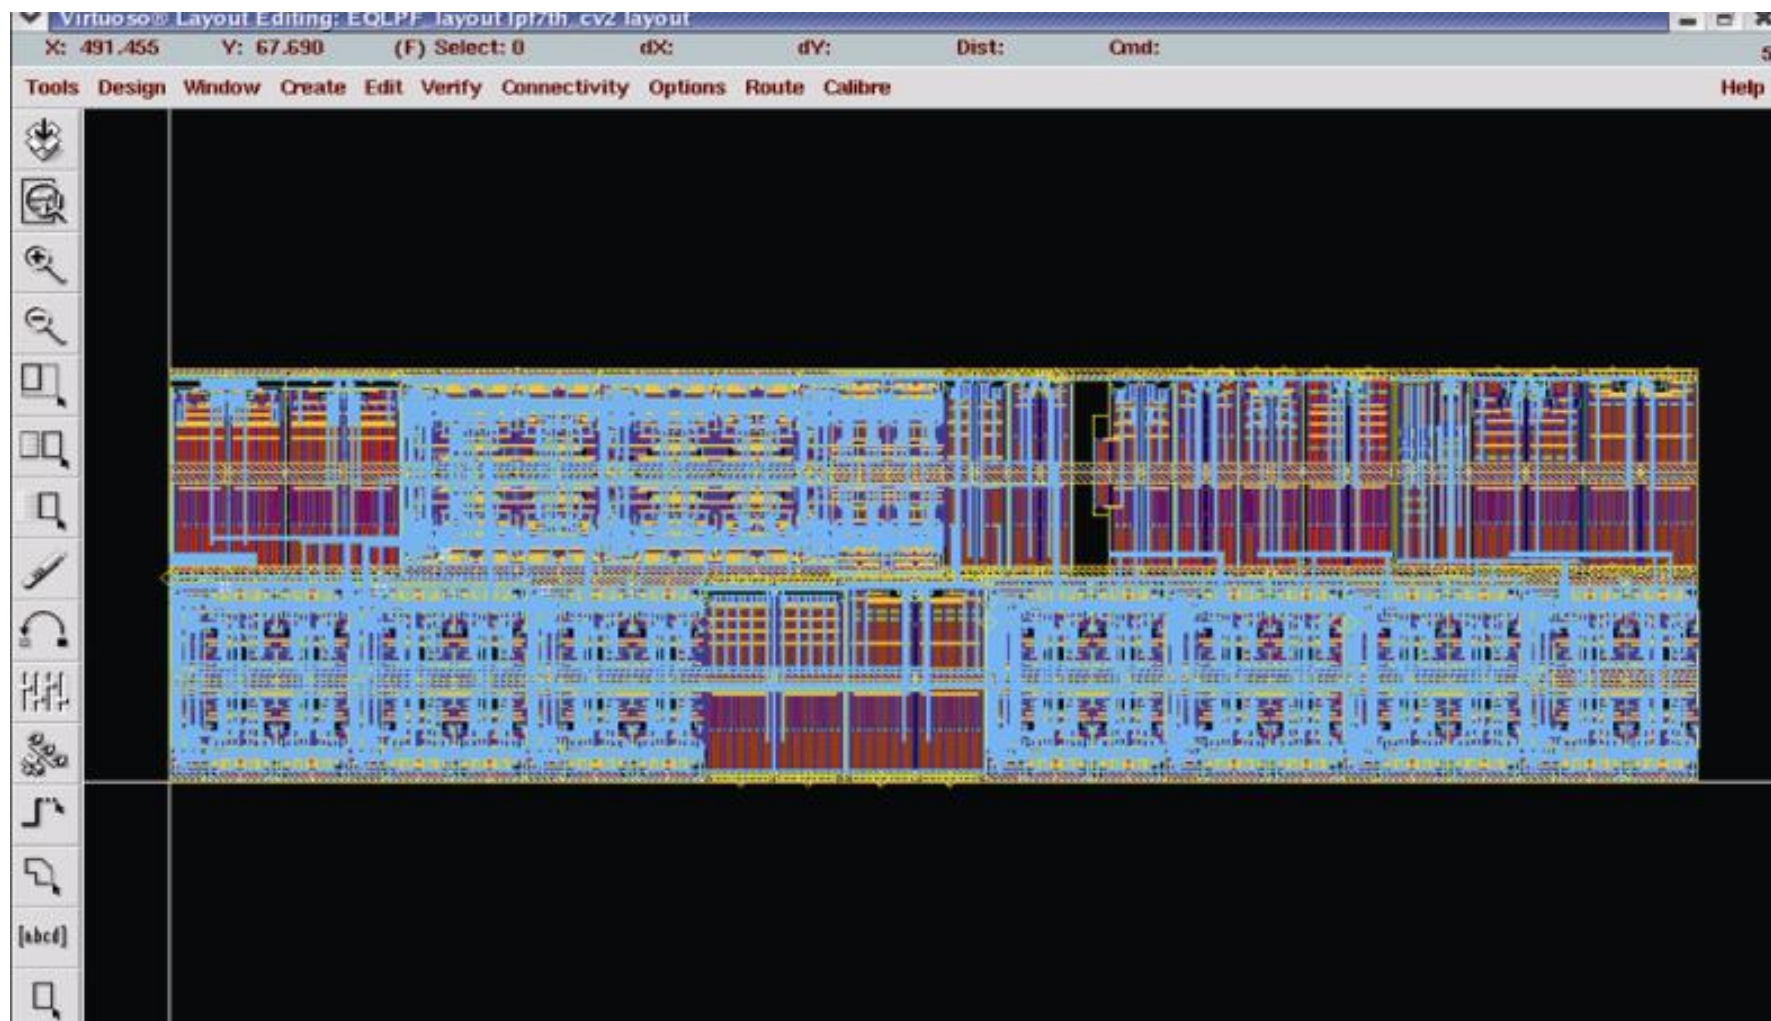 Virtuoso® Layout Editing: EQLPF_layout lpf7th_cv2 layout
X: 491.455 Y: 67.690 (F) Select: 0 dX: dY: Dist: Cmd: 5
Tools Design Window Create Edit Verify Connectivity Options Route Calibre Help
[abcd]